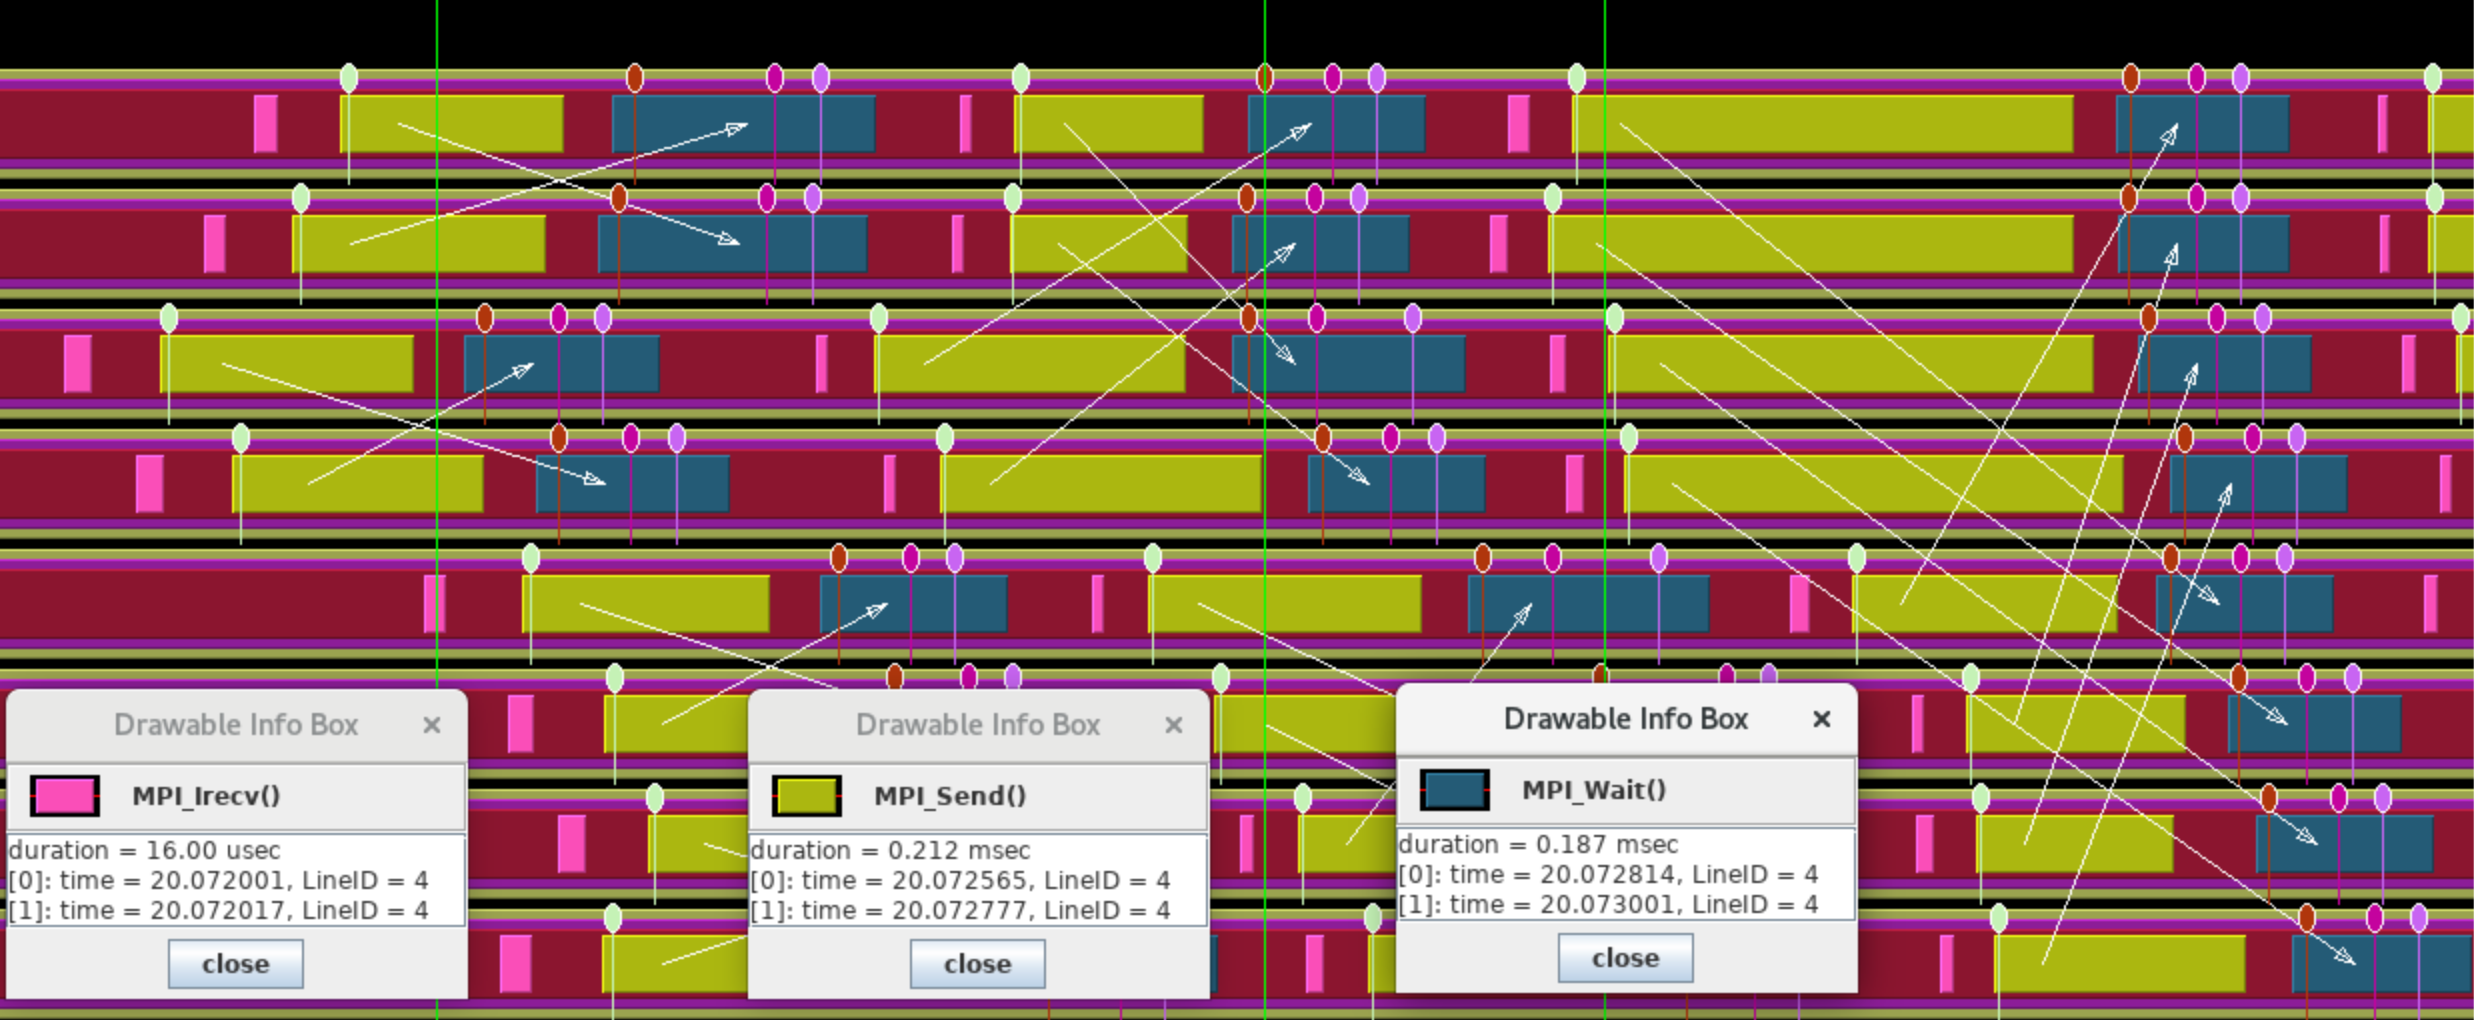 Drawable Info Box ×
MPI_Irecv()
duration = 16.00 usec
[0]: time = 20.072001, LineID = 4
[1]: time = 20.072017, LineID = 4
close
Drawable Info Box ×
MPI_Send()
duration = 0.212 msec
[0]: time = 20.072565, LineID = 4
[1]: time = 20.072777, LineID = 4
close
Drawable Info Box ×
MPI_Wait()
duration = 0.187 msec
[0]: time = 20.072814, LineID = 4
[1]: time = 20.073001, LineID = 4
close